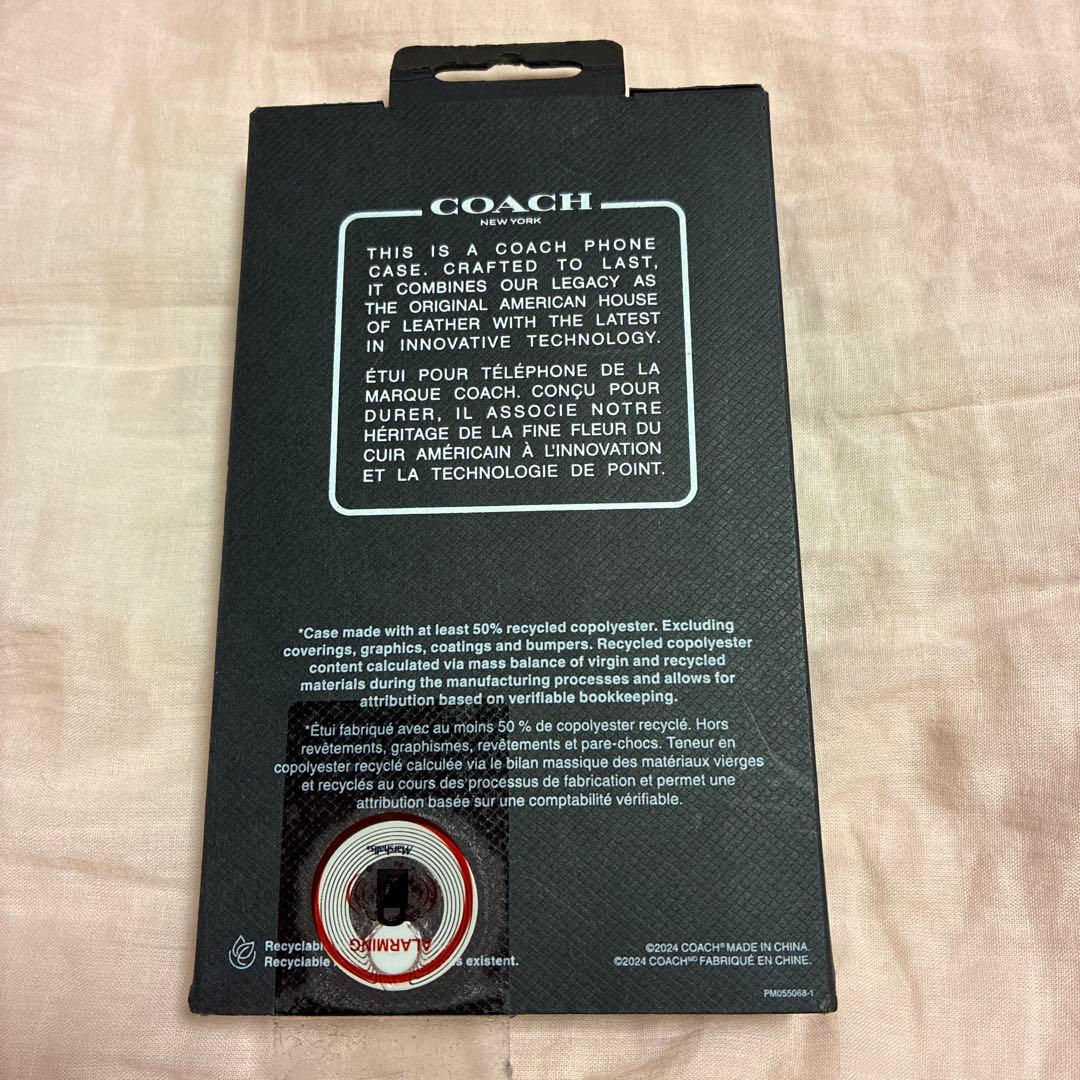 COACH
NEW YORK
THIS IS A COACH PHONE
CASE. CRAFTED TO LAST,
IT COMBINES OUR LEGACY AS
THE ORIGINAL AMERICAN HOUSE
OF LEATHER WITH THE LATEST
IN INNOVATIVE TECHNOLOGY.
ÉTUI POUR TÉLÉPHONE DE LA
MARQUE COACH. CONÇU POUR
DURER, IL ASSOCIE NOTRE
HÉRITAGE DE LA FINE FLEUR DU
CUIR AMÉRICAIN À L'INNOVATION
ET LA TECHNOLOGIE DE POINT.
*Case made with at least 50% recycled copolyester. Excluding
coverings, graphics, coatings and bumpers. Recycled copolyester
content calculated via mass balance of virgin and recycled
materials during the manufacturing processes and allows for
attribution based on verifiable bookkeeping.
*Étui fabriqué avec au moins 50 % de copolyester recyclé. Hors
revêtements, graphismes, revêtements et pare-chocs. Teneur en
copolyester recyclé calculée via le bilan massique des matériaux vierges
et recyclés au cours des processus de fabrication et permet une
attribution basée sur une comptabilité vérifiable.
Marshalls
ALARMING
Recyclabl
Recyclable existent.
©2024 COACH® MADE IN CHINA.
©2024 COACHᴹᴰ FABRIQUÉ EN CHINE.
PM055068-1